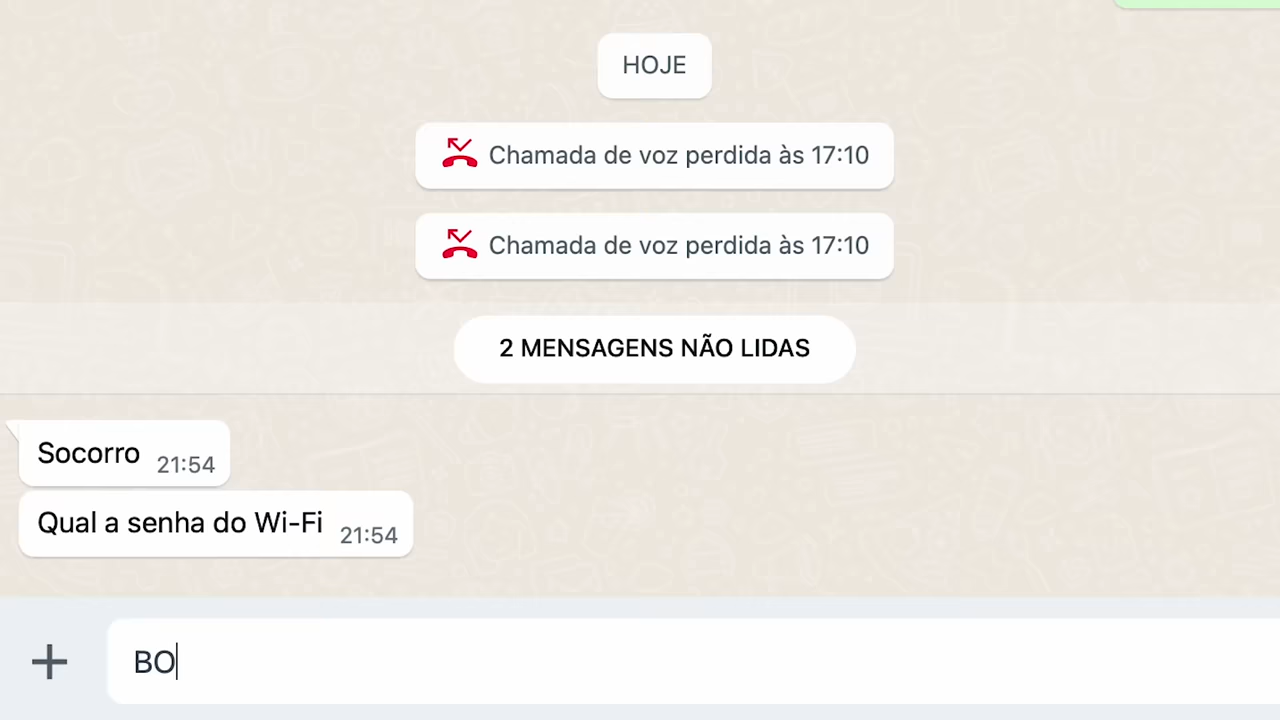 HOJE
Chamada de voz perdida às 17:10
Chamada de voz perdida às 17:10
2 MENSAGENS NÃO LIDAS
Socorro 21:54
Qual a senha do Wi-Fi 21:54
BO